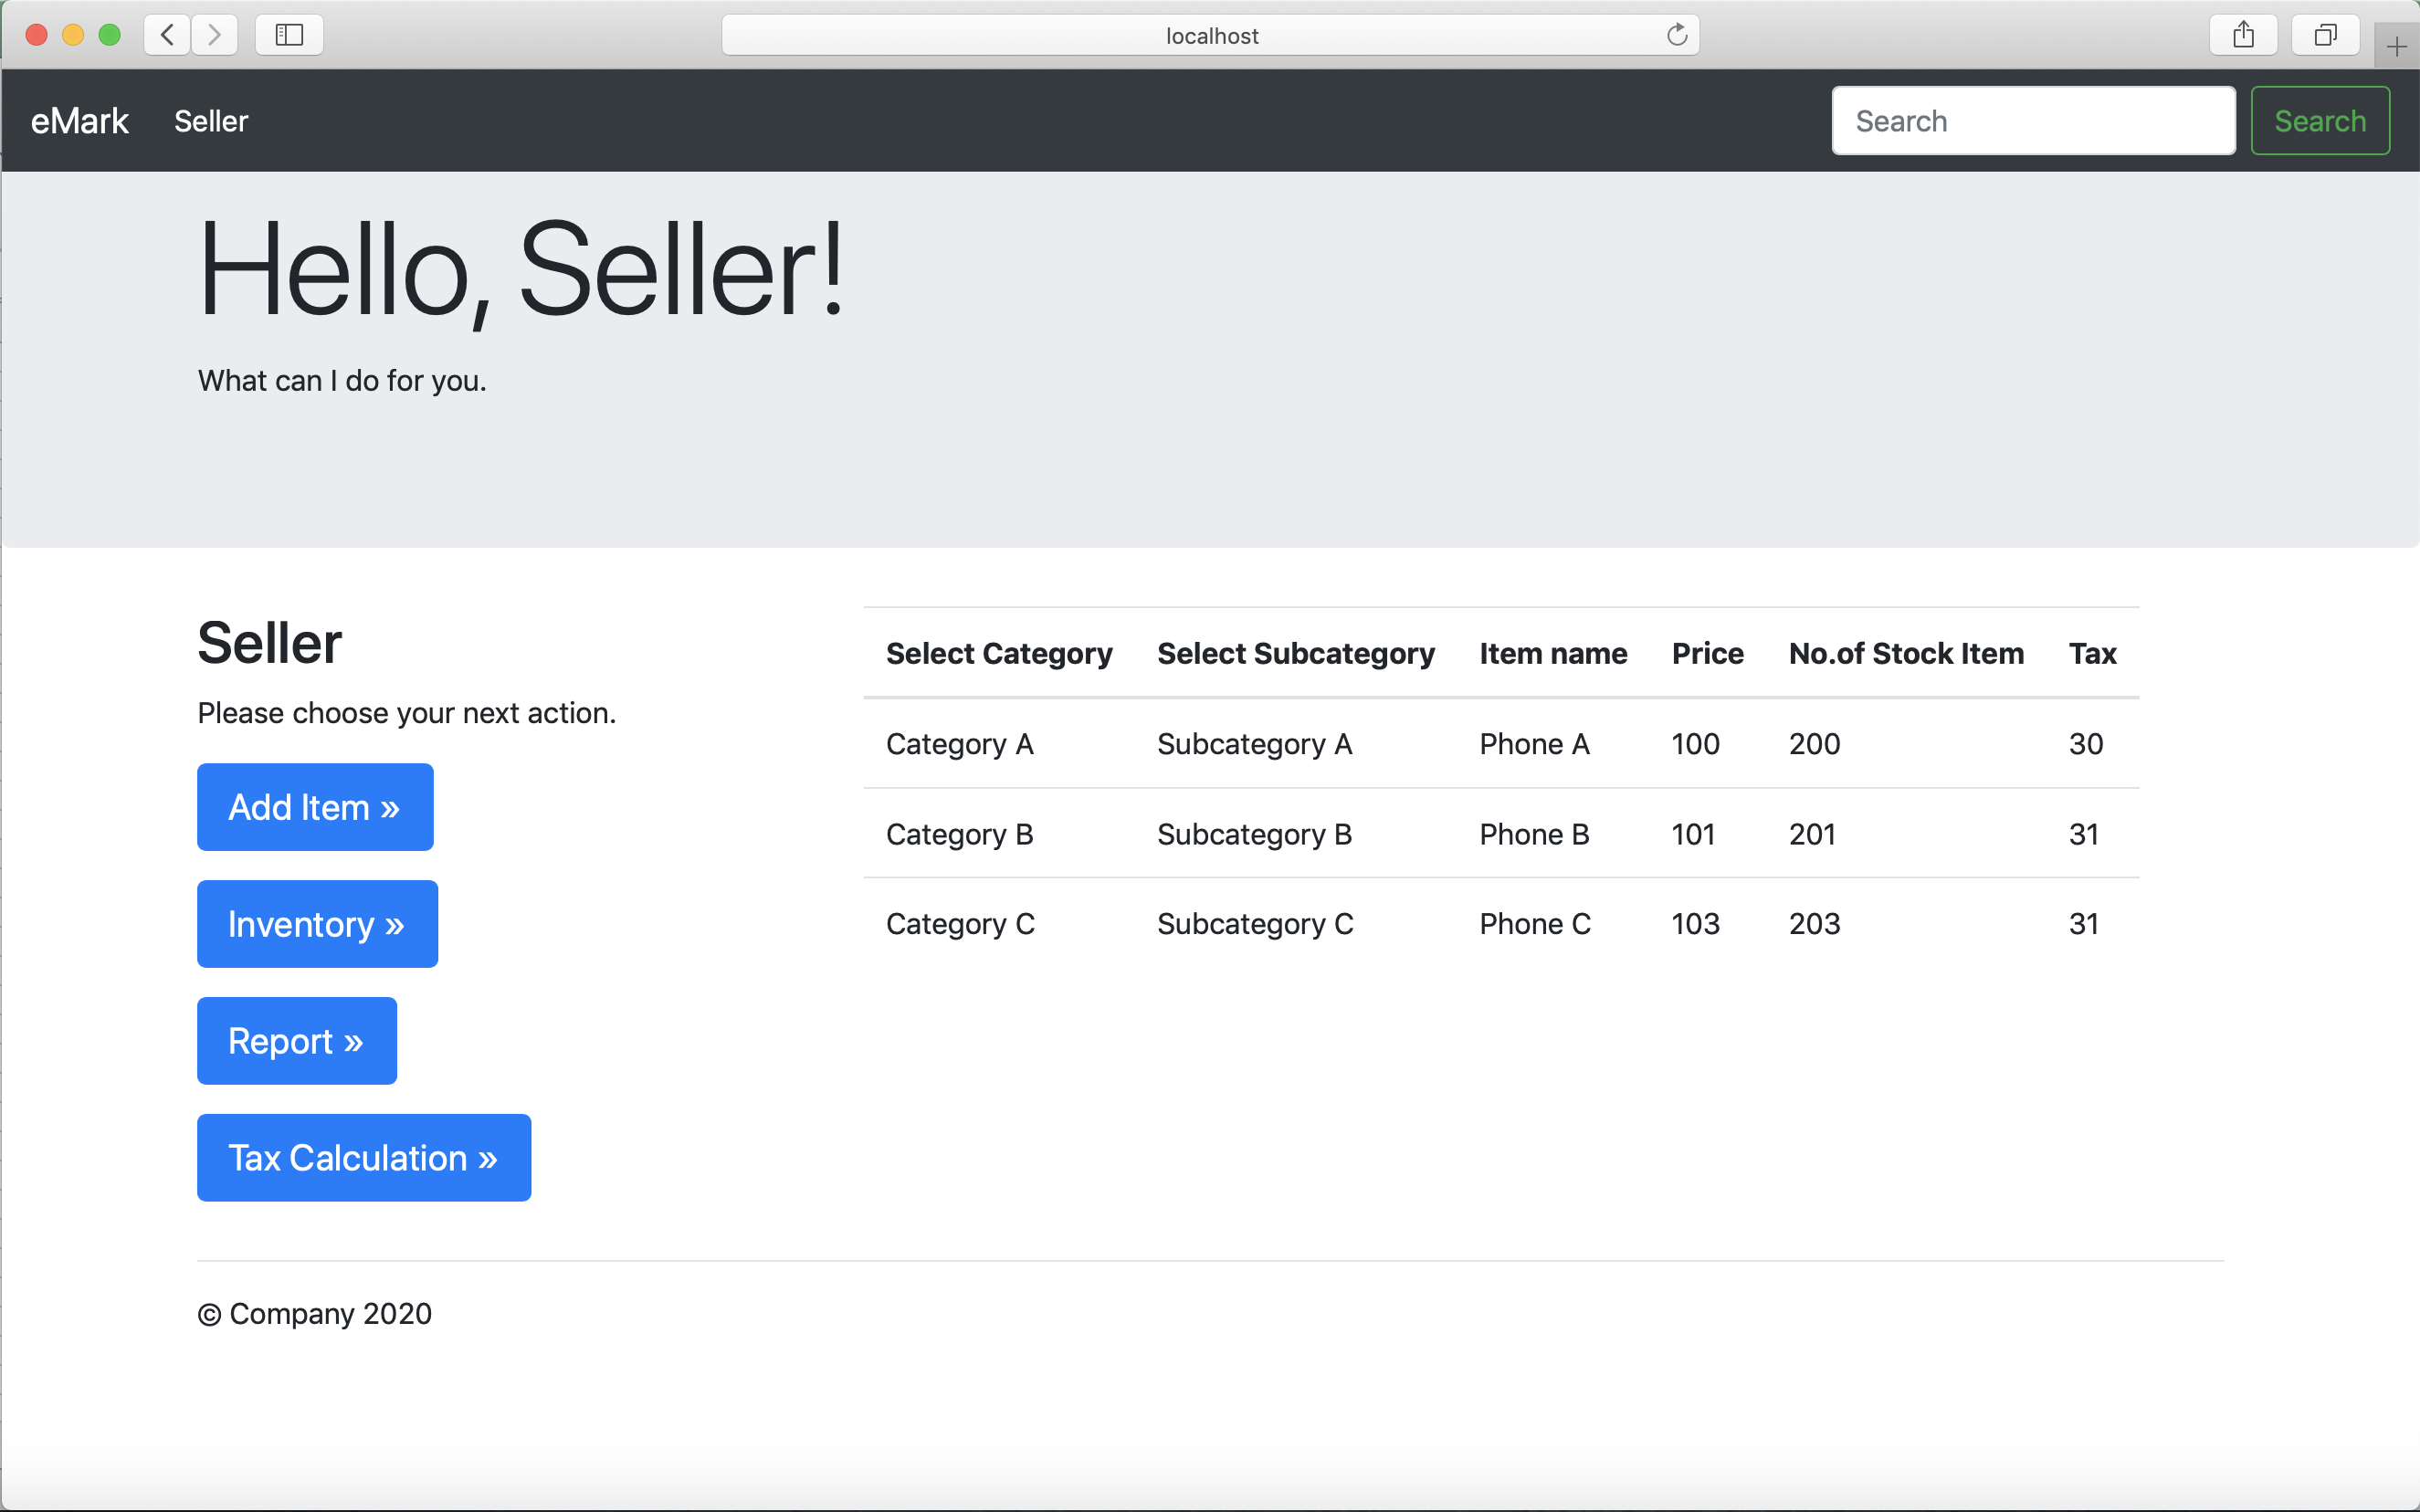 localhost
eMark Seller Search Search
Hello, Seller!
What can I do for you.
Seller
Please choose your next action.
Add Item »
Inventory »
Report »
Tax Calculation »
Select Category Select Subcategory Item name Price No.of Stock Item Tax
Category A Subcategory A Phone A 100 200 30
Category B Subcategory B Phone B 101 201 31
Category C Subcategory C Phone C 103 203 31
© Company 2020